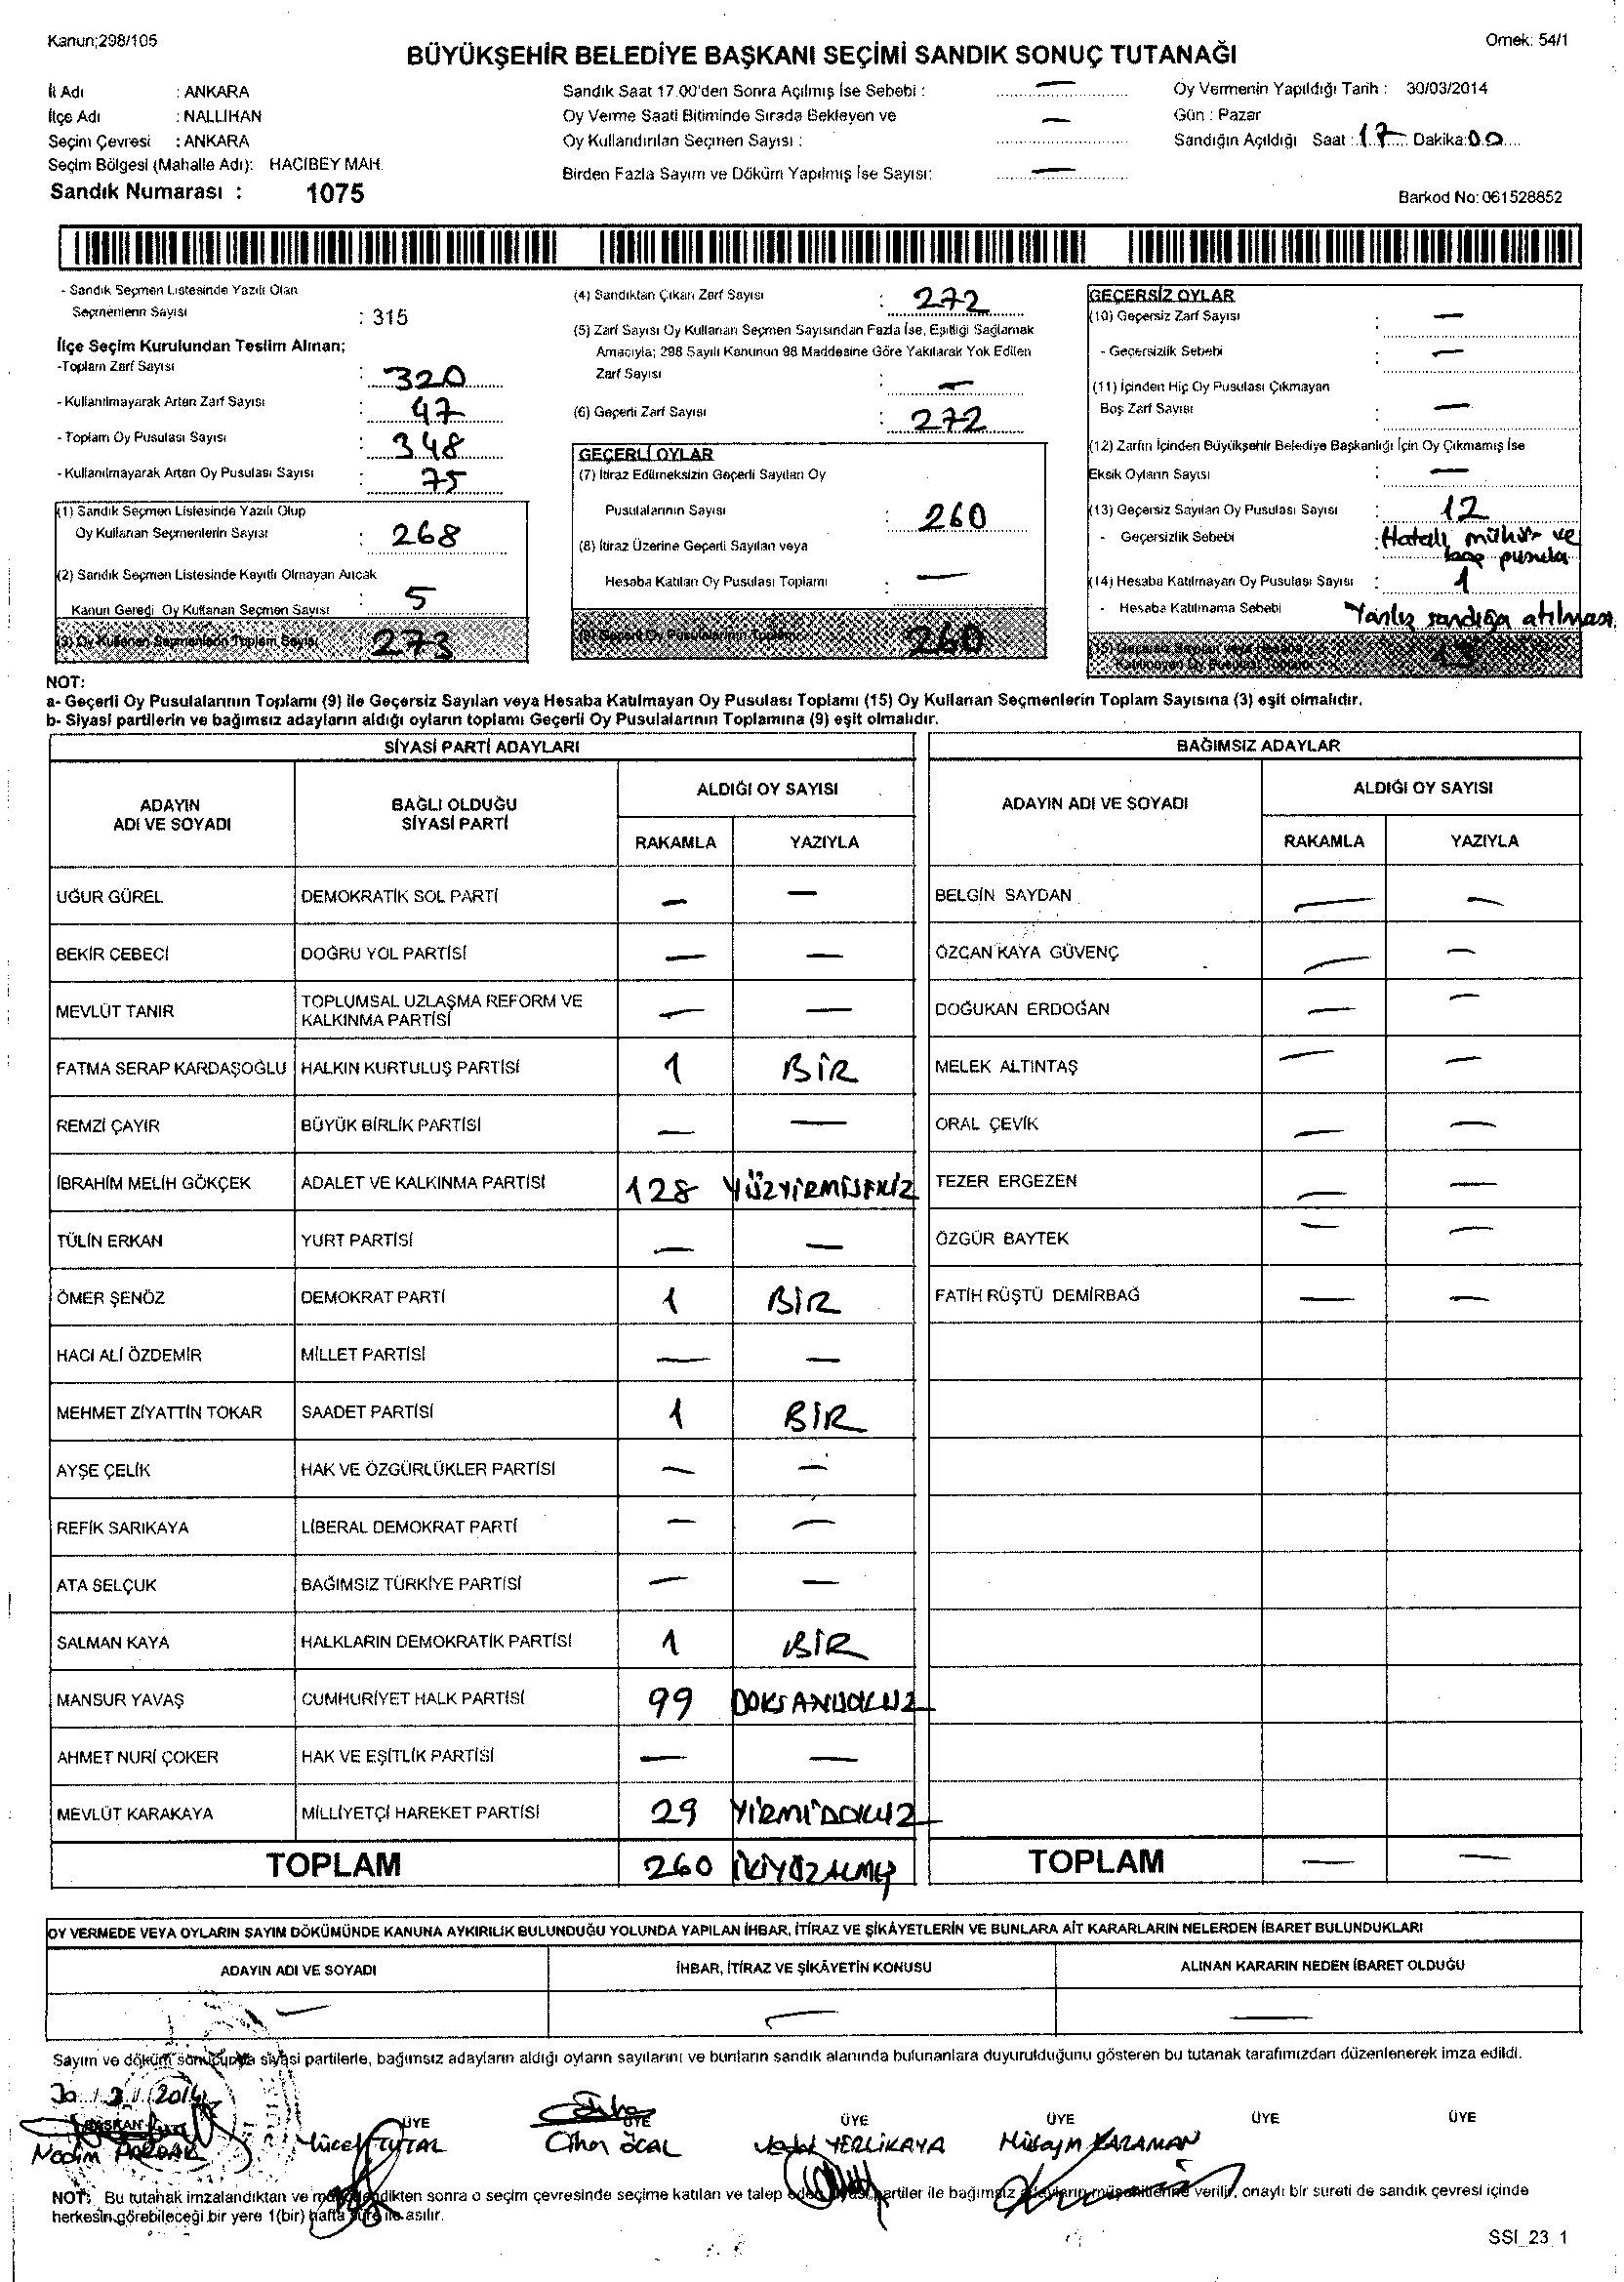 Kanun;298/105
Örnek: 54/1
BÜYÜKŞEHİR BELEDİYE BAŞKANI SEÇİMİ SANDIK SONUÇ TUTANAĞI
İl Adı : ANKARA
İlçe Adı : NALLIHAN
Seçim Çevresi : ANKARA
Seçim Bölgesi (Mahalle Adı): HACIBEY MAH.
Sandık Numarası : 1075
Sandık Saat 17.00'den Sonra Açılmış İse Sebebi : —
Oy Verme Saati Bitiminde Sırada Bekleyen ve
Oy Kullandırılan Seçmen Sayısı : —
Birden Fazla Sayım ve Döküm Yapılmış İse Sayısı: —
Oy Vermenin Yapıldığı Tarih : 30/03/2014
Gün : Pazar
Sandığın Açıldığı Saat : 17 Dakika: 00
Barkod No: 061528852
- Sandık Seçmen Listesinde Yazılı Olan
Seçmenlerin Sayısı : 315
İlçe Seçim Kurulundan Teslim Alınan;
-Toplam Zarf Sayısı : 320
- Kullanılmayarak Artan Zarf Sayısı : 47
- Toplam Oy Pusulası Sayısı : 348
- Kullanılmayarak Artan Oy Pusulası Sayısı : 75
(1) Sandık Seçmen Listesinde Yazılı Olup
Oy Kullanan Seçmenlerin Sayısı : 268
(2) Sandık Seçmen Listesinde Kayıtlı Olmayan Ancak
Kanun Gereği Oy Kullanan Seçmen Sayısı : 5
(3) Oy Kullanan Seçmenlerin Toplam Sayısı 273
(4) Sandıktan Çıkan Zarf Sayısı : 272
(5) Zarf Sayısı Oy Kullanan Seçmen Sayısından Fazla İse, Eşitliği Sağlamak
Amacıyla; 298 Sayılı Kanunun 98 Maddesine Göre Yakılarak Yok Edilen
Zarf Sayısı : —
(6) Geçerli Zarf Sayısı : 272
GEÇERLİ OYLAR
(7) İtiraz Edilmeksizin Geçerli Sayılan Oy
Pusulalarının Sayısı : 260
(8) İtiraz Üzerine Geçerli Sayılan veya
Hesaba Katılan Oy Pusulası Toplamı : —
(9) Geçerli Oy Pusulalarının Toplamı 260
GEÇERSİZ OYLAR
(10) Geçersiz Zarf Sayısı : —
- Geçersizlik Sebebi : —
(11) İçinden Hiç Oy Pusulası Çıkmayan
Boş Zarf Sayısı : —
(12) Zarfın İçinden Büyükşehir Belediye Başkanlığı İçin Oy Çıkmamış İse
Eksik Oyların Sayısı : —
(13) Geçersiz Sayılan Oy Pusulası Sayısı : 12
- Geçersizlik Sebebi : Hatalı mühür ve
pusula
(14) Hesaba Katılmayan Oy Pusulası Sayısı : 1
- Hesaba Katılmama Sebebi Yanlış sandığa atılması
(15) Geçersiz Sayılan veya Hesaba
Katılmayan Oy Pusulası Toplamı 13
NOT:
a- Geçerli Oy Pusulalarının Toplamı (9) ile Geçersiz Sayılan veya Hesaba Katılmayan Oy Pusulası Toplamı (15) Oy Kullanan Seçmenlerin Toplam Sayısına (3) eşit olmalıdır.
b- Siyasi partilerin ve bağımsız adayların aldığı oyların toplamı Geçerli Oy Pusulalarının Toplamına (9) eşit olmalıdır.
SİYASİ PARTİ ADAYLARI
ADAYIN ADI VE SOYADI
BAĞLI OLDUĞU SİYASİ PARTİ
ALDIĞI OY SAYISI
RAKAMLA YAZIYLA
UĞUR GÜREL DEMOKRATİK SOL PARTİ — —
BEKİR CEBECİ DOĞRU YOL PARTİSİ — —
MEVLÜT TANIR TOPLUMSAL UZLAŞMA REFORM VE KALKINMA PARTİSİ — —
FATMA SERAP KARDAŞOĞLU HALKIN KURTULUŞ PARTİSİ 1 BİR
REMZİ ÇAYIR BÜYÜK BİRLİK PARTİSİ — —
İBRAHİM MELİH GÖKÇEK ADALET VE KALKINMA PARTİSİ 128 YÜZYİRMİSEKİZ
TÜLİN ERKAN YURT PARTİSİ — —
ÖMER ŞENÖZ DEMOKRAT PARTİ 1 BİR
HACI ALİ ÖZDEMİR MİLLET PARTİSİ — —
MEHMET ZİYATTİN TOKAR SAADET PARTİSİ 1 BİR
AYŞE ÇELİK HAK VE ÖZGÜRLÜKLER PARTİSİ — —
REFİK SARIKAYA LİBERAL DEMOKRAT PARTİ — —
ATA SELÇUK BAĞIMSIZ TÜRKİYE PARTİSİ — —
SALMAN KAYA HALKLARIN DEMOKRATİK PARTİSİ 1 BİR
MANSUR YAVAŞ CUMHURİYET HALK PARTİSİ 99 DOKSANDOKUZ
AHMET NURİ ÇOKER HAK VE EŞİTLİK PARTİSİ — —
MEVLÜT KARAKAYA MİLLİYETÇİ HAREKET PARTİSİ 29 YİRMİDOKUZ
TOPLAM 260 İKİYÜZALMIŞ
BAĞIMSIZ ADAYLAR
ADAYIN ADI VE SOYADI
ALDIĞI OY SAYISI
RAKAMLA YAZIYLA
BELGİN SAYDAN — —
ÖZCAN KAYA GÜVENÇ — —
DOĞUKAN ERDOĞAN — —
MELEK ALTINTAŞ — —
ORAL ÇEVİK — —
TEZER ERGEZEN — —
ÖZGÜR BAYTEK — —
FATİH RÜŞTÜ DEMİRBAĞ — —
TOPLAM — —
OY VERMEDE VEYA OYLARIN SAYIM DÖKÜMÜNDE KANUNA AYKIRILIK BULUNDUĞU YOLUNDA YAPILAN İHBAR, İTİRAZ VE ŞİKÂYETLERİN VE BUNLARA AİT KARARLARIN NELERDEN İBARET BULUNDUKLARI
ADAYIN ADI VE SOYADI İHBAR, İTİRAZ VE ŞİKÂYETİN KONUSU ALINAN KARARIN NEDEN İBARET OLDUĞU
— — —
Sayım ve döküm sonucunda siyasi partilerle, bağımsız adayların aldığı oyların sayılarını ve bunların sandık alanında bulunanlara duyurulduğunu gösteren bu tutanak tarafımızdan düzenlenerek imza edildi.
30 / 3 / 2014
BAŞKAN ÜYE ÜYE ÜYE ÜYE ÜYE ÜYE
Nedim Yücel TUTAL Cihan ÖCAL Vedat YERLİKAYA Hüseyin KARAMAN
NOT: Bu tutanak imzalandıktan ve mühürlendikten sonra o seçim çevresinde seçime katılan ve talep eden siyasi partiler ile bağımsız adayların müşahitlerine verilir, onaylı bir sureti de sandık çevresi içinde
herkesin görebileceği bir yere 1(bir) hafta süre ile asılır.
SSI_23_1